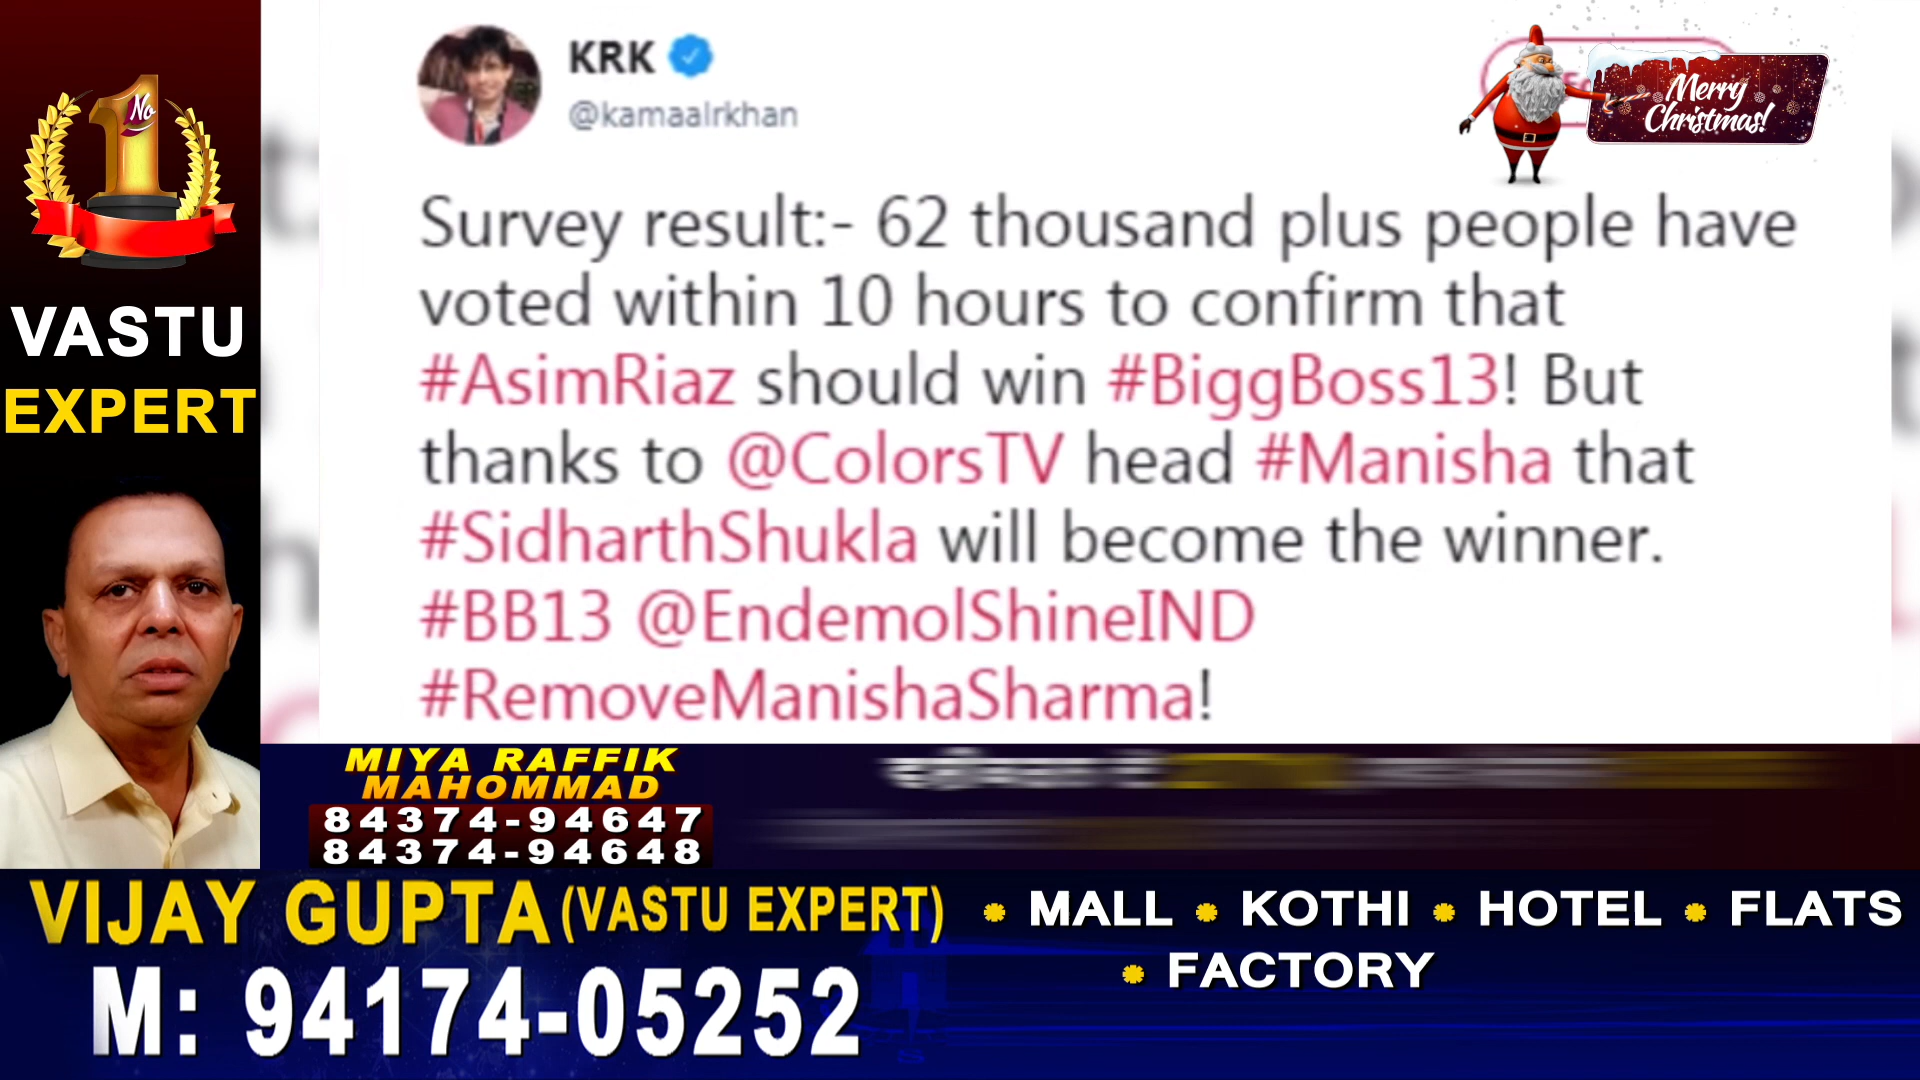 No 1
VASTU
EXPERT
KRK
@kamaalrkhan
Merry
Christmas!
Survey result:- 62 thousand plus people have
voted within 10 hours to confirm that
#AsimRiaz should win #BiggBoss13! But
thanks to @ColorsTV head #Manisha that
#SidharthShukla will become the winner.
#BB13 @EndemolShineIND
#RemoveManishaSharma!
MIYA RAFFIK
MAHOMMAD
84374-94647
84374-94648
VIJAY GUPTA (VASTU EXPERT)
M: 94174-05252
MALL • KOTHI • HOTEL • FLATS
• FACTORY